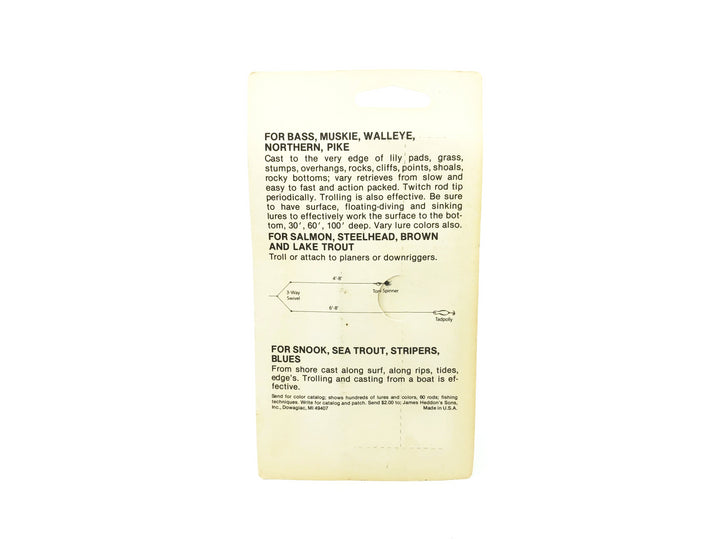 FOR BASS, MUSKIE, WALLEYE,
NORTHERN, PIKE
Cast to the very edge of lily pads, grass,
stumps, overhangs, rocks, cliffs, points, shoals,
rocky bottoms; vary retrieves from slow and
easy to fast and action packed. Twitch rod tip
periodically. Trolling is also effective. Be sure
to have surface, floating-diving and sinking
lures to effectively work the surface to the bot-
tom, 30′, 60′, 100′ deep. Vary lure colors also.
FOR SALMON, STEELHEAD, BROWN
AND LAKE TROUT
Troll or attach to planers or downriggers.
4'-8'
3-Way
Swivel
Toni Spinner
6'-8'
Tadpolly
FOR SNOOK, SEA TROUT, STRIPERS,
BLUES
From shore cast along surf, along rips, tides,
edge's. Trolling and casting from a boat is ef-
fective.
Send for color catalog; shows hundreds of lures and colors, 60 rods; fishing
techniques. Write for catalog and patch. Send $2.00 to; James Heddon's Sons,
Inc., Dowagiac, MI 49407 Made in U.S.A.